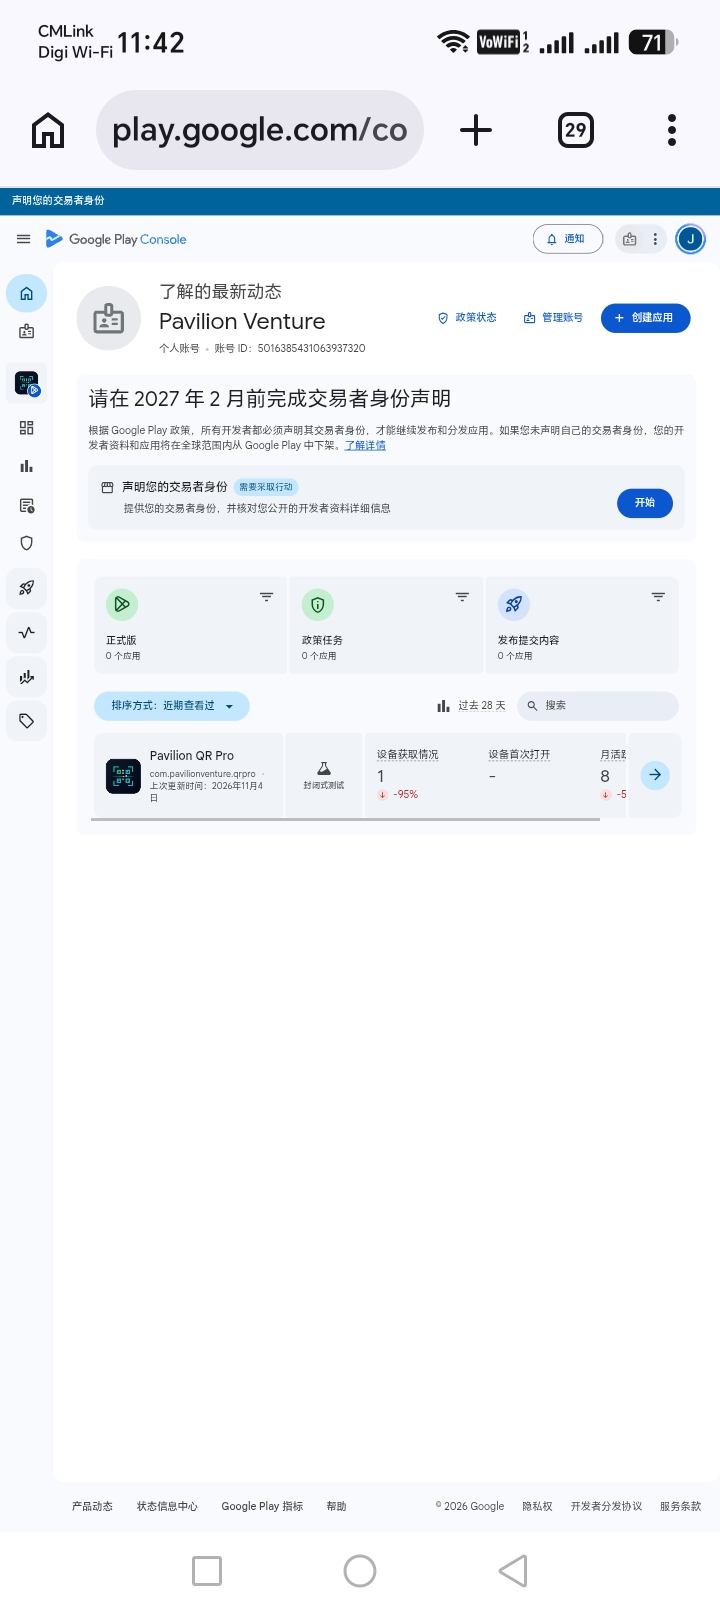 CMLink
Digi Wi-Fi
11:42
VoWiFi 1 2
71
play.google.com/co
29
声明您的交易者身份
Google Play Console
通知
J
了解的最新动态
Pavilion Venture
个人账号 • 账号 ID：5016385431063937320
政策状态
管理账号
创建应用
请在 2027 年 2 月前完成交易者身份声明
根据 Google Play 政策，所有开发者都必须声明其交易者身份，才能继续发布和分发应用。如果您未声明自己的交易者身份，您的开
发者资料和应用将在全球范围内从 Google Play 中下架。了解详情
声明您的交易者身份 需要采取行动
提供您的交易者身份，并核对您公开的开发者资料详细信息
开始
正式版
0 个应用
政策任务
0 个应用
发布提交内容
0 个应用
排序方式：近期查看过
过去 28 天
搜索
Pavilion QR Pro
com.pavilionventure.qrpro ·
上次更新时间：2026年11月4
日
封闭式测试
设备获取情况
1
-95%
设备首次打开
-
月活
8
-5
产品动态
状态信息中心
Google Play 指标
帮助
© 2026 Google
隐私权
开发者分发协议
服务条款